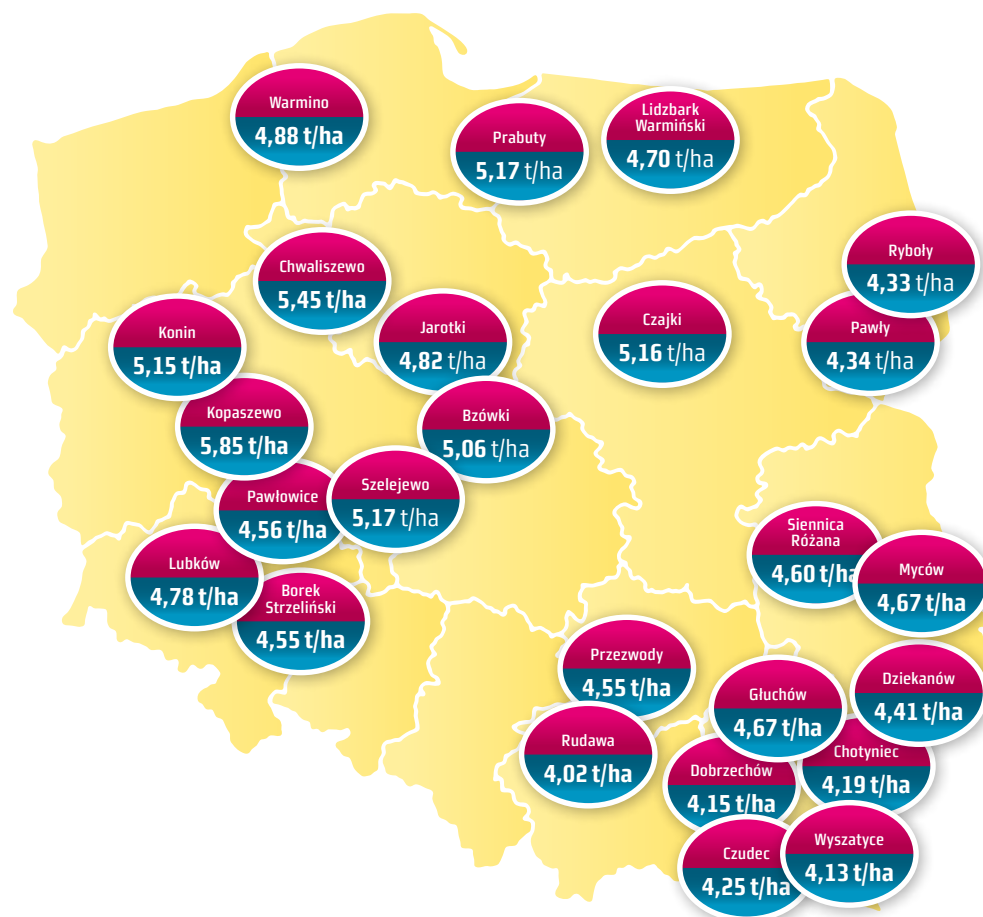 Warmino
4,88 t/ha
Prabuty
5,17 t/ha
Lidzbark
Warmiński
4,70 t/ha
Ryboły
4,33 t/ha
Chwaliszewo
5,45 t/ha
Jarotki
4,82 t/ha
Czajki
5,16 t/ha
Pawły
4,34 t/ha
Konin
5,15 t/ha
Kopaszewo
5,85 t/ha
Bzówki
5,06 t/ha
Pawłowice
4,56 t/ha
Szelejewo
5,17 t/ha
Siennica
Różana
4,60 t/ha
Myców
4,67 t/ha
Lubków
4,78 t/ha
Borek
Strzeliński
4,55 t/ha
Przezwody
4,55 t/ha
Głuchów
4,67 t/ha
Dziekanów
4,41 t/ha
Rudawa
4,02 t/ha
Dobrzechów
4,15 t/ha
Chotyniec
4,19 t/ha
Czudec
4,25 t/ha
Wyszatyce
4,13 t/ha